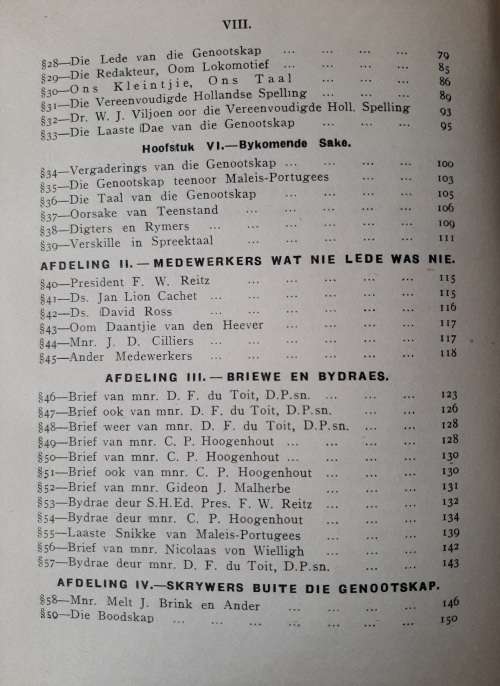 VIII.
§28—Die Lede van die Genootskap ... ... ... ... 79
§29—Die Redakteur, Oom Lokomotief ... ... ... ... 85
§30—Ons Kleintjie, Ons Taal ... ... ... 86
§31—Die Vereenvoudigde Hollandse Spelling ... ... ... 89
§32—Dr. W. J. Viljoen oor die Vereenvoudigde Holl. Spelling 93
§33—Die Laaste Dae van die Genootskap ... ... ... 95
Hoofstuk VI.—Bykomende Sake.
§34—Vergaderings van die Genootskap ... ... ... ... 100
§35—Die Genootskap teenoor Maleis-Portugees ... ... ... 103
§36—Die Taal van die Genootskap ... ... ... ... 105
§37—Oorsake van Teenstand ... ... ... ... 106
§38—Digters en Rymers ... ... ... ... ... 109
§39—Verskille in Spreektaal ... ... ... ... 111
AFDELING II.—MEDEWERKERS WAT NIE LEDE WAS NIE.
§40—President F. W. Reitz ... ... ... ... 115
§41—Ds. Jan Lion Cachet ... ... ... ... ... 115
§42—Ds. David Ross ... ... ... ... ... 116
§43—Oom Daantjie van den Heever ... ... ... ... 117
§44—Mnr. J. D. Cilliers ... ... ... ... ... 117
§45—Ander Medewerkers ... ... ... ... ... 118
AFDELING III.—BRIEWE EN BYDRAES.
§46—Brief van mnr. D. F. du Toit, D.P.sn. ... ... ... 123
§47—Brief ook van mnr. D. F. du Toit, D.P.sn. ... ... 126
§48—Brief weer van mnr. D. F. du Toit, D.P.sn. ... ... 128
§49—Brief van mnr. C. P. Hoogenhout ... ... ... ... 128
§50—Brief van mnr. C. P. Hoogenhout ... ... ... ... 130
§51—Brief ook van mnr. C. P. Hoogenhout ... ... ... 130
§52—Brief van mnr. Gideon J. Malherbe ... ... ... 131
§53—Bydrae deur S.H.Ed. Pres. F. W. Reitz ... ... ... 132
§54—Bydrae deur mnr. C. P. Hoogenhout ... ... ... 134
§55—Laaste Snikke van Maleis-Portugees ... ... ... 139
§56—Brief van mnr. Nicolaas von Wielligh ... ... ... 142
§57—Bydrae deur mnr. D. F. du Toit, D.P.sn. ... ... 143
AFDELING IV.—SKRYWERS BUITE DIE GENOOTSKAP.
§58—Mnr. Melt J. Brink en Ander ... ... ... ... 146
§59—Die Boodskap ... ... ... ... ... ... ... 150